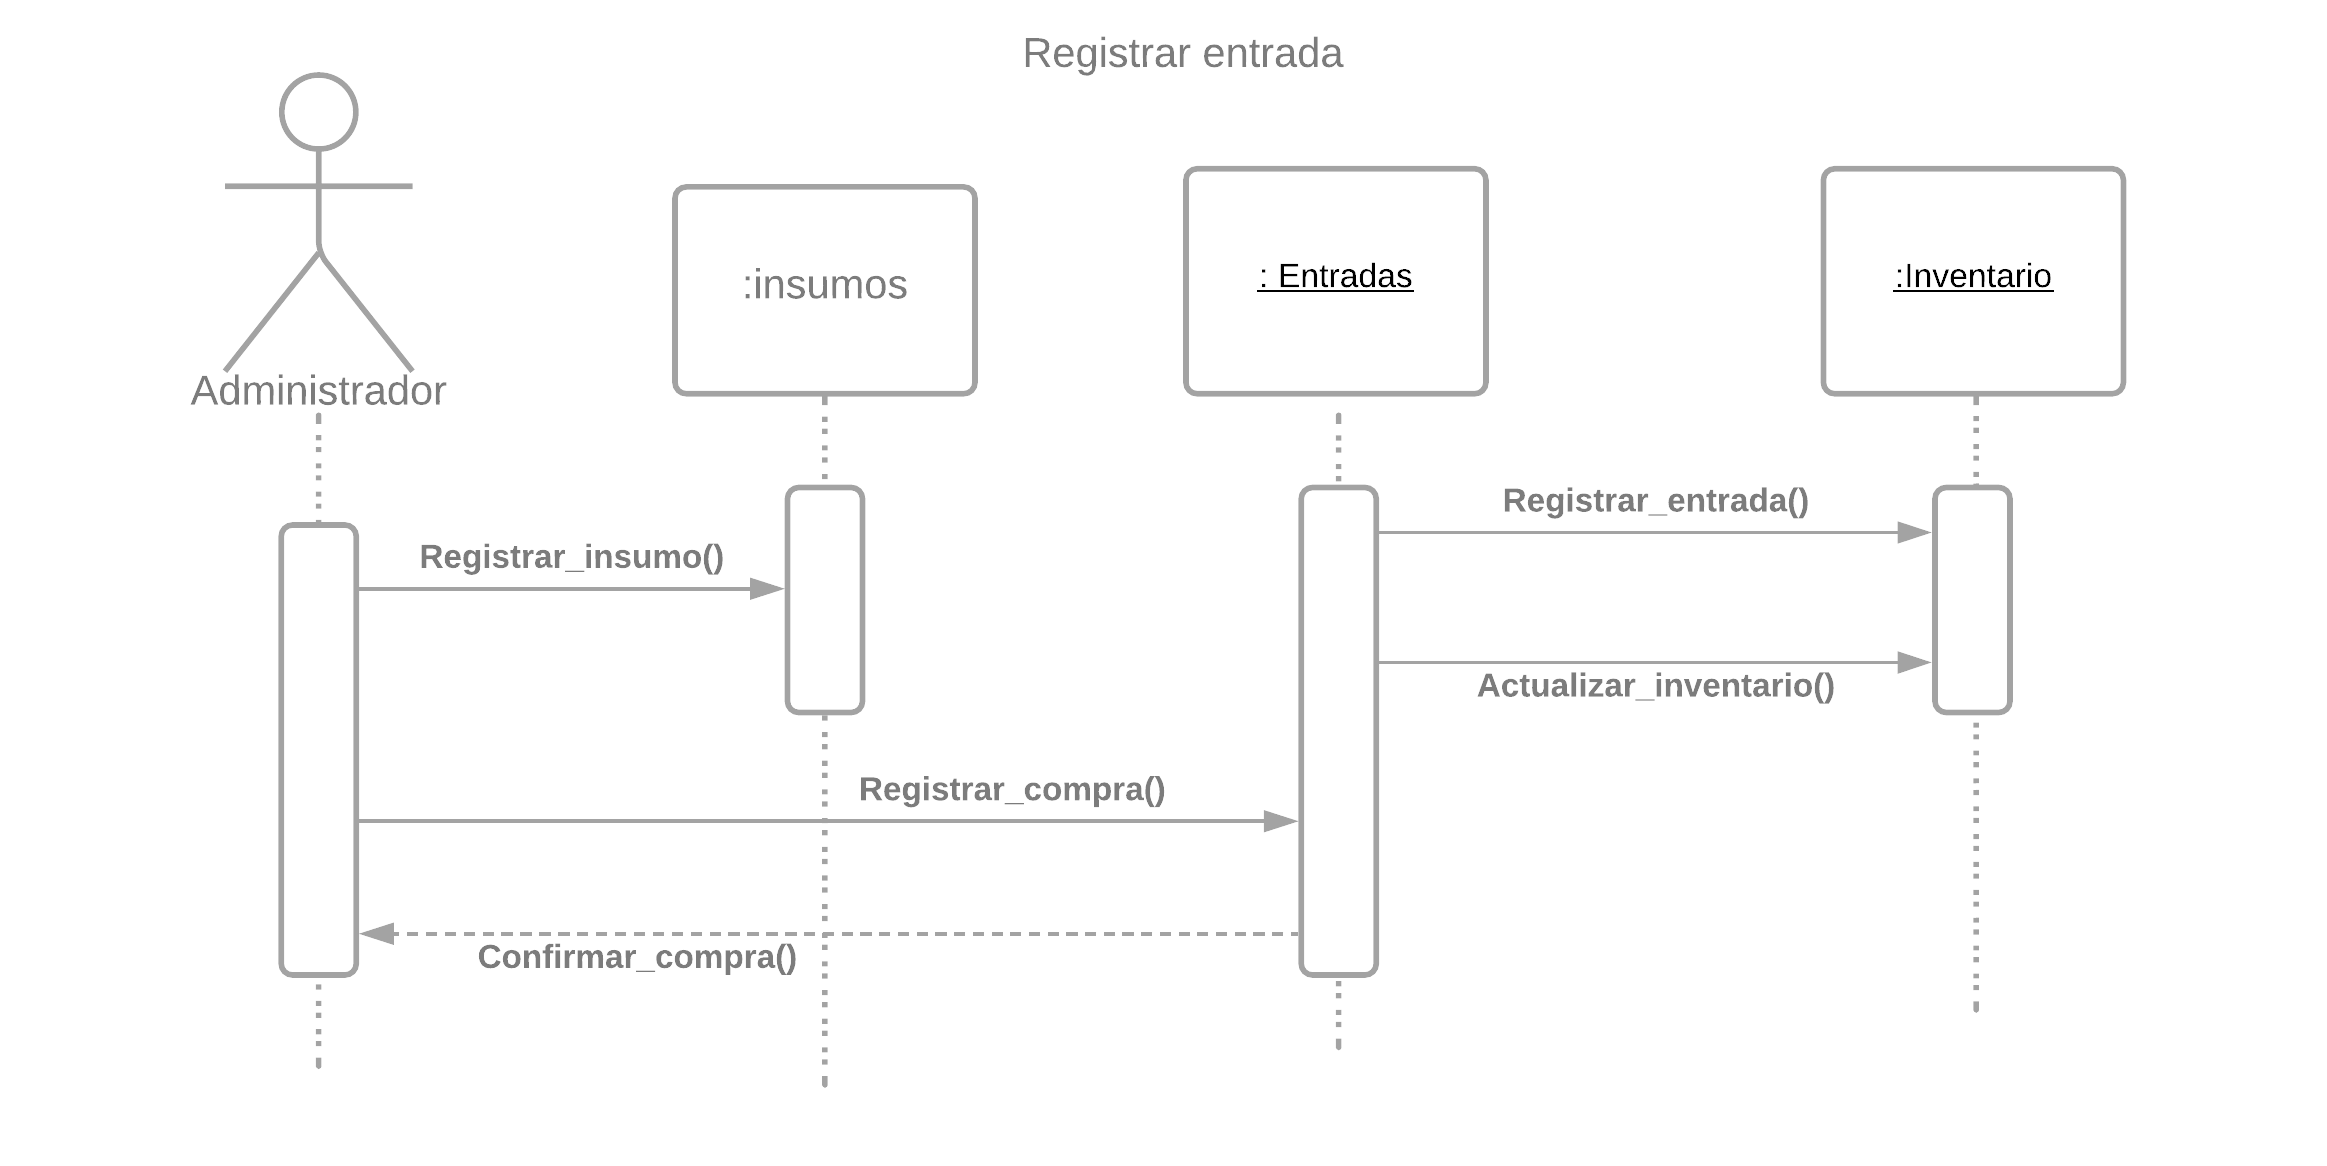 Registrar entrada
Administrador
:insumos
: Entradas
:Inventario
Registrar_entrada()
Registrar_insumo()
Actualizar_inventario()
Registrar_compra()
Confirmar_compra()